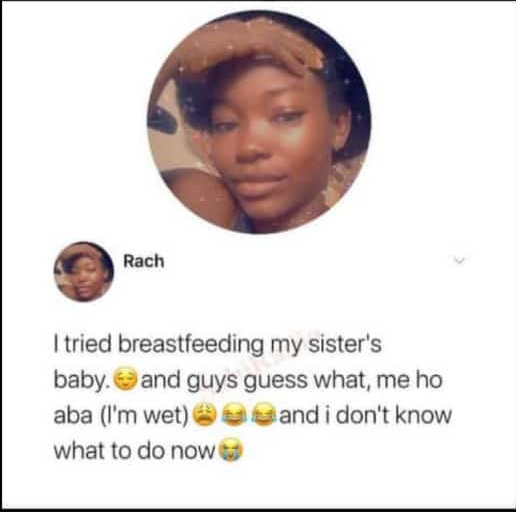 Rach
I tried breastfeeding my sister's
baby.😌and guys guess what, me ho
aba (I'm wet)😩😂😂and i don't know
what to do now😭